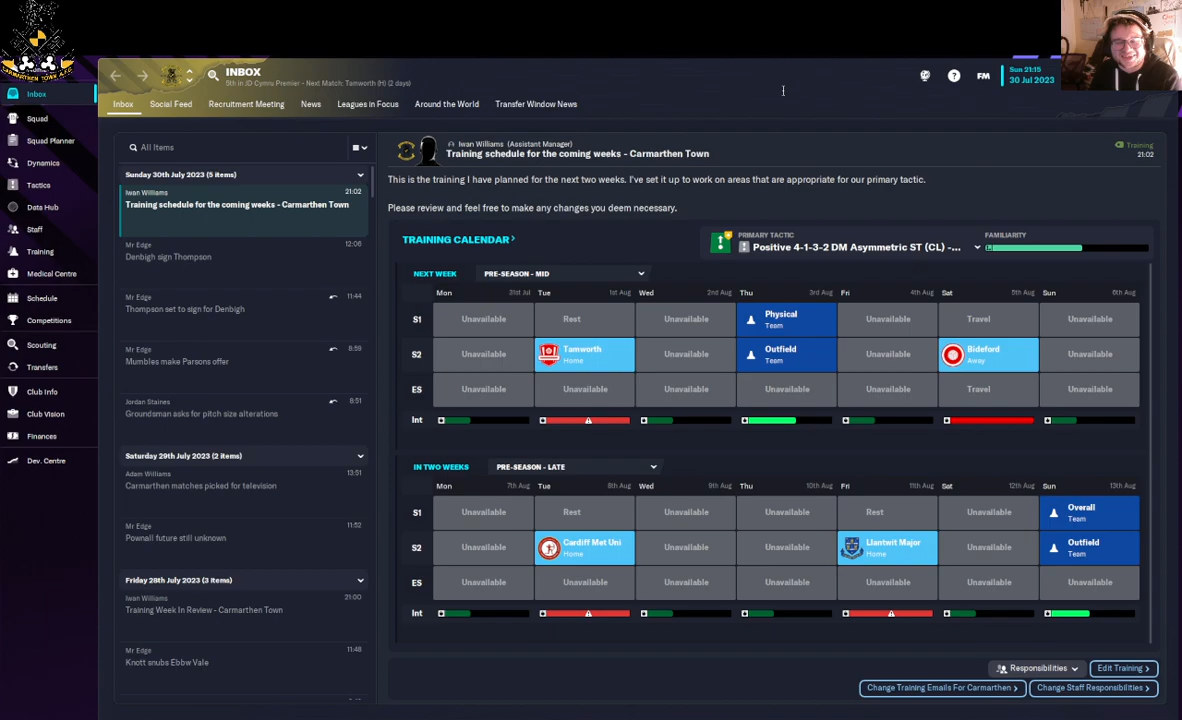 CARMARTHEN TOWN A.F.C.
INBOX
5th in JD Cymru Premier - Next Match: Tamworth (H) (2 days)
FM
Sun 21:15
30 Jul 2023
Inbox
Squad
Squad Planner
Dynamics
Tactics
Data Hub
Staff
Training
Medical Centre
Schedule
Competitions
Scouting
Transfers
Club Info
Club Vision
Finances
Dev. Centre
Inbox Social Feed Recruitment Meeting News Leagues in Focus Around the World Transfer Window News
All Items
Sunday 30th July 2023 (5 items)
Iwan Williams 21:02
Training schedule for the coming weeks - Carmarthen Town
Mr Edge 12:06
Denbigh sign Thompson
Mr Edge 11:44
Thompson set to sign for Denbigh
Mr Edge 8:59
Mumbles make Parsons offer
Jordan Staines 8:51
Groundsman asks for pitch size alterations
Saturday 29th July 2023 (2 items)
Adam Williams 13:51
Carmarthen matches picked for television
Mr Edge 11:52
Pownall future still unknown
Friday 28th July 2023 (3 items)
Iwan Williams 21:00
Training Week In Review - Carmarthen Town
Mr Edge 11:48
Knott snubs Ebbw Vale
Iwan Williams (Assistant Manager)
Training schedule for the coming weeks - Carmarthen Town
Training
21:02
This is the training I have planned for the next two weeks. I've set it up to work on areas that are appropriate for our primary tactic.
Please review and feel free to make any changes you deem necessary.
TRAINING CALENDAR
PRIMARY TACTIC
Positive 4-1-3-2 DM Asymmetric ST (CL) -...
FAMILIARITY
NEXT WEEK PRE-SEASON - MID
Mon 31st Jul Tue 1st Aug Wed 2nd Aug Thu 3rd Aug Fri 4th Aug Sat 5th Aug Sun 6th Aug
S1 Unavailable Rest Unavailable Physical Team Unavailable Travel Unavailable
S2 Unavailable Tamworth Home Unavailable Outfield Team Unavailable Bideford Away Unavailable
ES Unavailable Unavailable Unavailable Unavailable Unavailable Travel Unavailable
Int
IN TWO WEEKS PRE-SEASON - LATE
Mon 7th Aug Tue 8th Aug Wed 9th Aug Thu 10th Aug Fri 11th Aug Sat 12th Aug Sun 13th Aug
S1 Unavailable Rest Unavailable Unavailable Rest Unavailable Overall Team
S2 Unavailable Cardiff Met Uni Home Unavailable Unavailable Llantwit Major Home Unavailable Outfield Team
ES Unavailable Unavailable Unavailable Unavailable Unavailable Unavailable Unavailable
Int
Responsibilities Edit Training
Change Training Emails For Carmarthen Change Staff Responsibilities